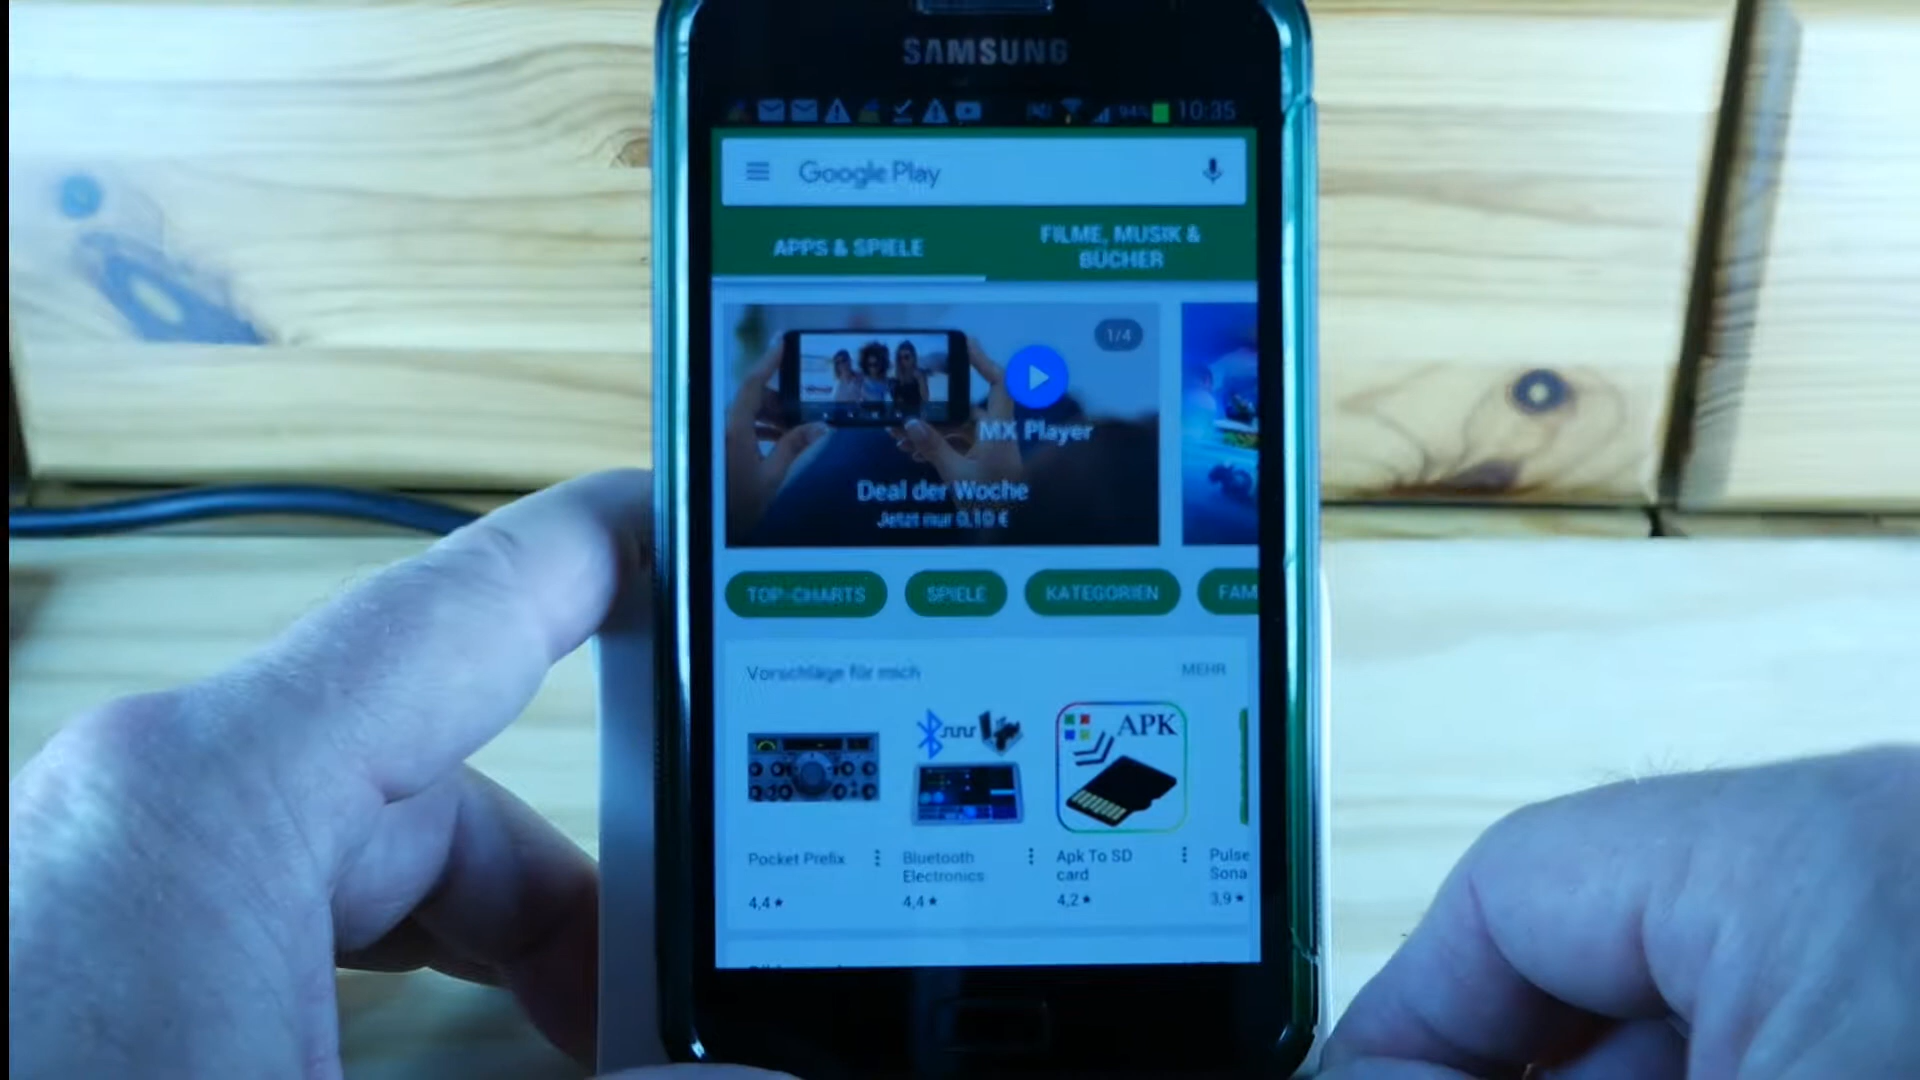 SAMSUNG
94% 10:35
Google Play
APPS & SPIELE
FILME, MUSIK &
BÜCHER
1/4
MX Player
Deal der Woche
Jetzt nur 0,10 €
TOP-CHARTS
SPIELE
KATEGORIEN
FAM
Vorschläge für mich
MEHR
APK
Pocket Prefix
4,4★
Bluetooth
Electronics
4,4★
Apk To SD
card
4,2★
Pulse
Sona
3,9★